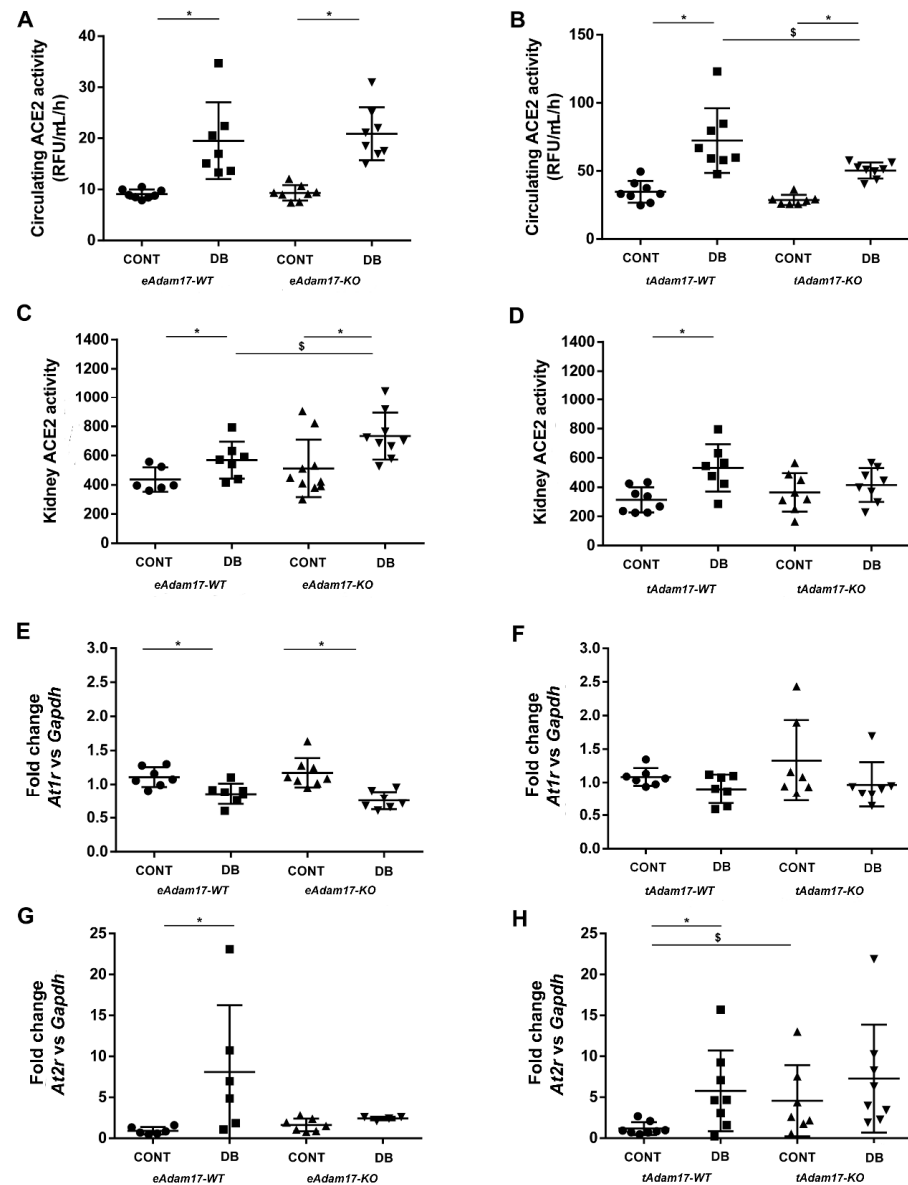 A
Circulating ACE2 activity
(RFU/mL/h)
40
30
20
10
0
*
*
CONT
DB
CONT
DB
eAdam17-WT
eAdam17-KO
B
Circulating ACE2 activity
(RFU/mL/h)
150
100
50
0
*
*
$
CONT
DB
CONT
DB
tAdam17-WT
tAdam17-KO
C
Kidney ACE2 activity
1400
1200
1000
800
600
400
200
0
*
*
$
CONT
DB
CONT
DB
eAdam17-WT
eAdam17-KO
D
Kidney ACE2 activity
1400
1200
1000
800
600
400
200
0
*
CONT
DB
CONT
DB
tAdam17-WT
tAdam17-KO
E
Fold change
At1r vs Gapdh
3.0
2.5
2.0
1.5
1.0
0.5
0.0
*
*
CONT
DB
CONT
DB
eAdam17-WT
eAdam17-KO
F
Fold change
At1r vs Gapdh
3.0
2.5
2.0
1.5
1.0
0.5
0.0
CONT
DB
CONT
DB
tAdam17-WT
tAdam17-KO
G
Fold change
At2r vs Gapdh
25
20
15
10
5
0
*
CONT
DB
CONT
DB
eAdam17-WT
eAdam17-KO
H
Fold change
At2r vs Gapdh
25
20
15
10
5
0
*
$
CONT
DB
CONT
DB
tAdam17-WT
tAdam17-KO